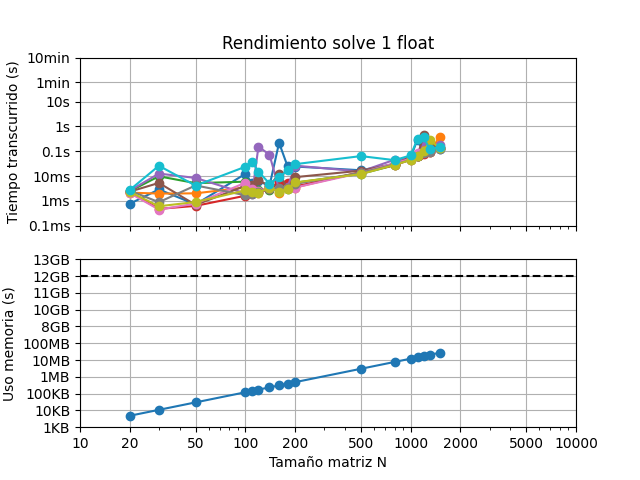 Rendimiento solve 1 float
Tiempo transcurrido (s)
10min
1min
10s
1s
0.1s
10ms
1ms
0.1ms
Uso memoria (s)
13GB
12GB
11GB
10GB
8GB
100MB
10MB
1MB
100KB
10KB
1KB
10 20 50 100 200 500 1000 2000 5000 10000
Tamaño matriz N